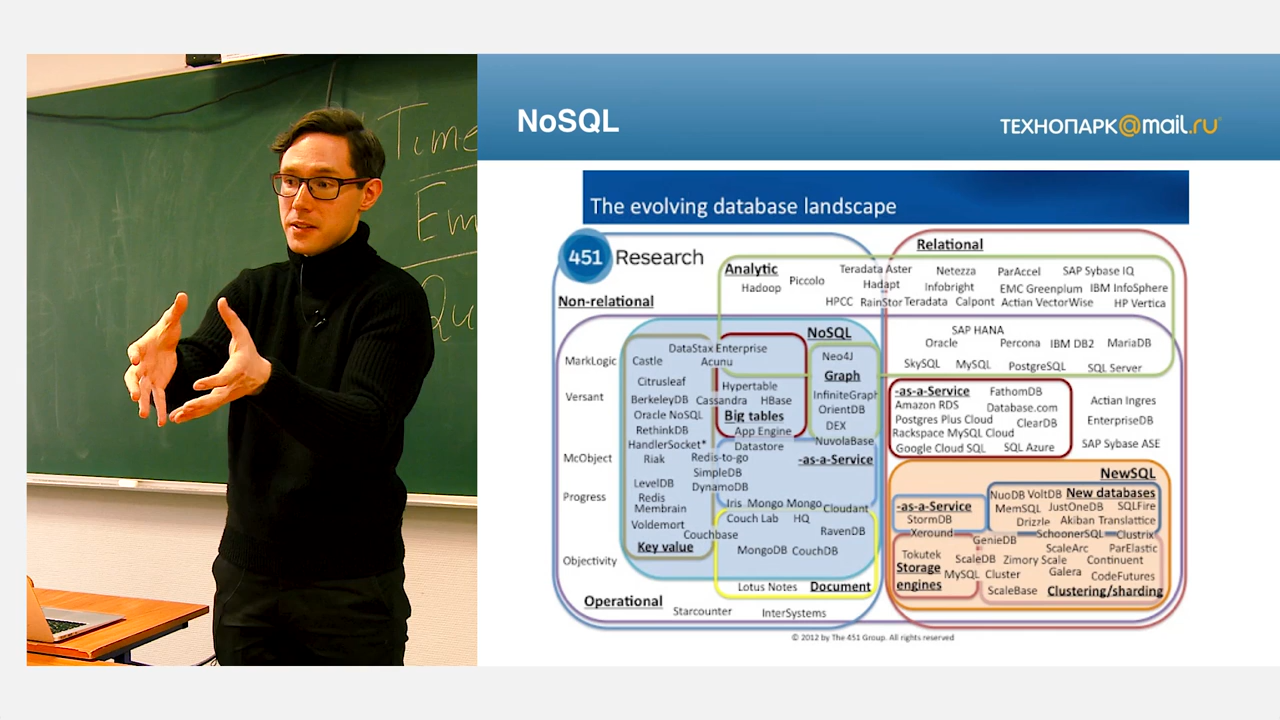 Time
Em
Qu
NoSQL
ТЕХНОПАРК@mail.ru
The evolving database landscape
451 Research
Relational
Analytic
Hadoop
Piccolo
Teradata Aster
Hadapt
Netezza
Infobright
ParAccel
SAP Sybase IQ
EMC Greenplum
IBM InfoSphere
HPCC
RainStor
Teradata
Calpont
Actian VectorWise
HP Vertica
Non-relational
NoSQL
SAP HANA
Oracle
Percona
IBM DB2
MariaDB
SkySQL
MySQL
PostgreSQL
SQL Server
MarkLogic
Versant
McObject
Progress
Objectivity
DataStax Enterprise
Castle
Acunu
Citrusleaf
BerkeleyDB
Oracle NoSQL
RethinkDB
HandlerSocket*
Riak
LevelDB
Redis
Membrain
Voldemort
Couchbase
Key value
Hypertable
Cassandra
HBase
Big tables
App Engine
Datastore
Redis-to-go
SimpleDB
DynamoDB
-as-a-Service
Neo4J
Graph
InfiniteGraph
OrientDB
DEX
NuvolaBase
Iris
Mongo
Mongo
Cloudant
Couch
Lab
HQ
RavenDB
MongoDB
CouchDB
Lotus Notes
Document
Operational
Starcounter
InterSystems
-as-a-Service
FathomDB
Amazon RDS
Database.com
Postgres Plus Cloud
ClearDB
Rackspace MySQL Cloud
Google Cloud SQL
SQL Azure
Actian Ingres
EnterpriseDB
SAP Sybase ASE
NewSQL
-as-a-Service
StormDB
Xeround
NuoDB
VoltDB
New databases
MemSQL
JustOneDB
SQLFire
Drizzle
Akiban
Translattice
SchoonerSQL
Clustrix
GenieDB
ScaleArc
ParElastic
Tokutek
ScaleDB
Zimory Scale
Continuent
Storage
engines
MySQL Cluster
Galera
CodeFutures
ScaleBase
Clustering/sharding
© 2012 by The 451 Group. All rights reserved